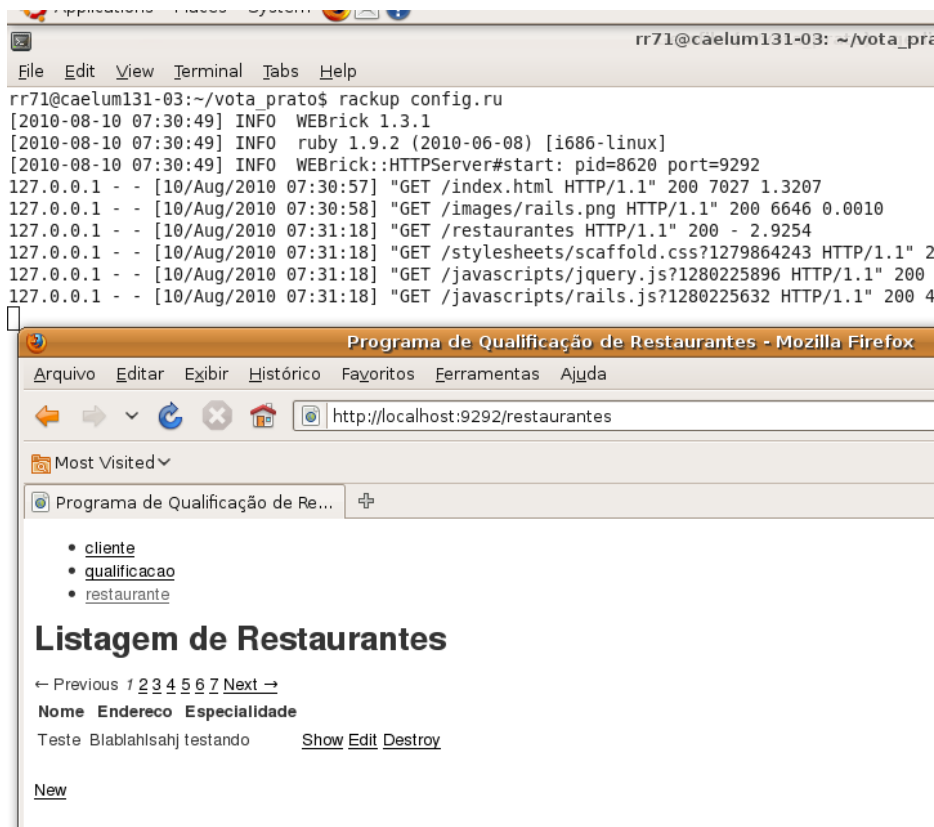 Applications Places System
rr71@caelum131-03: ~/vota_pra
File Edit View Terminal Tabs Help
rr71@caelum131-03:~/vota_prato$ rackup config.ru
[2010-08-10 07:30:49] INFO  WEBrick 1.3.1
[2010-08-10 07:30:49] INFO  ruby 1.9.2 (2010-06-08) [i686-linux]
[2010-08-10 07:30:49] INFO  WEBrick::HTTPServer#start: pid=8620 port=9292
127.0.0.1 - - [10/Aug/2010 07:30:57] "GET /index.html HTTP/1.1" 200 7027 1.3207
127.0.0.1 - - [10/Aug/2010 07:30:58] "GET /images/rails.png HTTP/1.1" 200 6646 0.0010
127.0.0.1 - - [10/Aug/2010 07:31:18] "GET /restaurantes HTTP/1.1" 200 - 2.9254
127.0.0.1 - - [10/Aug/2010 07:31:18] "GET /stylesheets/scaffold.css?1279864243 HTTP/1.1" 2
127.0.0.1 - - [10/Aug/2010 07:31:18] "GET /javascripts/jquery.js?1280225896 HTTP/1.1" 200
127.0.0.1 - - [10/Aug/2010 07:31:18] "GET /javascripts/rails.js?1280225632 HTTP/1.1" 200 4
Programa de Qualificação de Restaurantes - Mozilla Firefox
Arquivo Editar Exibir Histórico Favoritos Ferramentas Ajuda
http://localhost:9292/restaurantes
Most Visited
Programa de Qualificação de Re...
• cliente
• qualificacao
• restaurante
Listagem de Restaurantes
← Previous 1 2 3 4 5 6 7 Next →
Nome Endereco Especialidade
Teste Blablahlsahj testando Show Edit Destroy
New